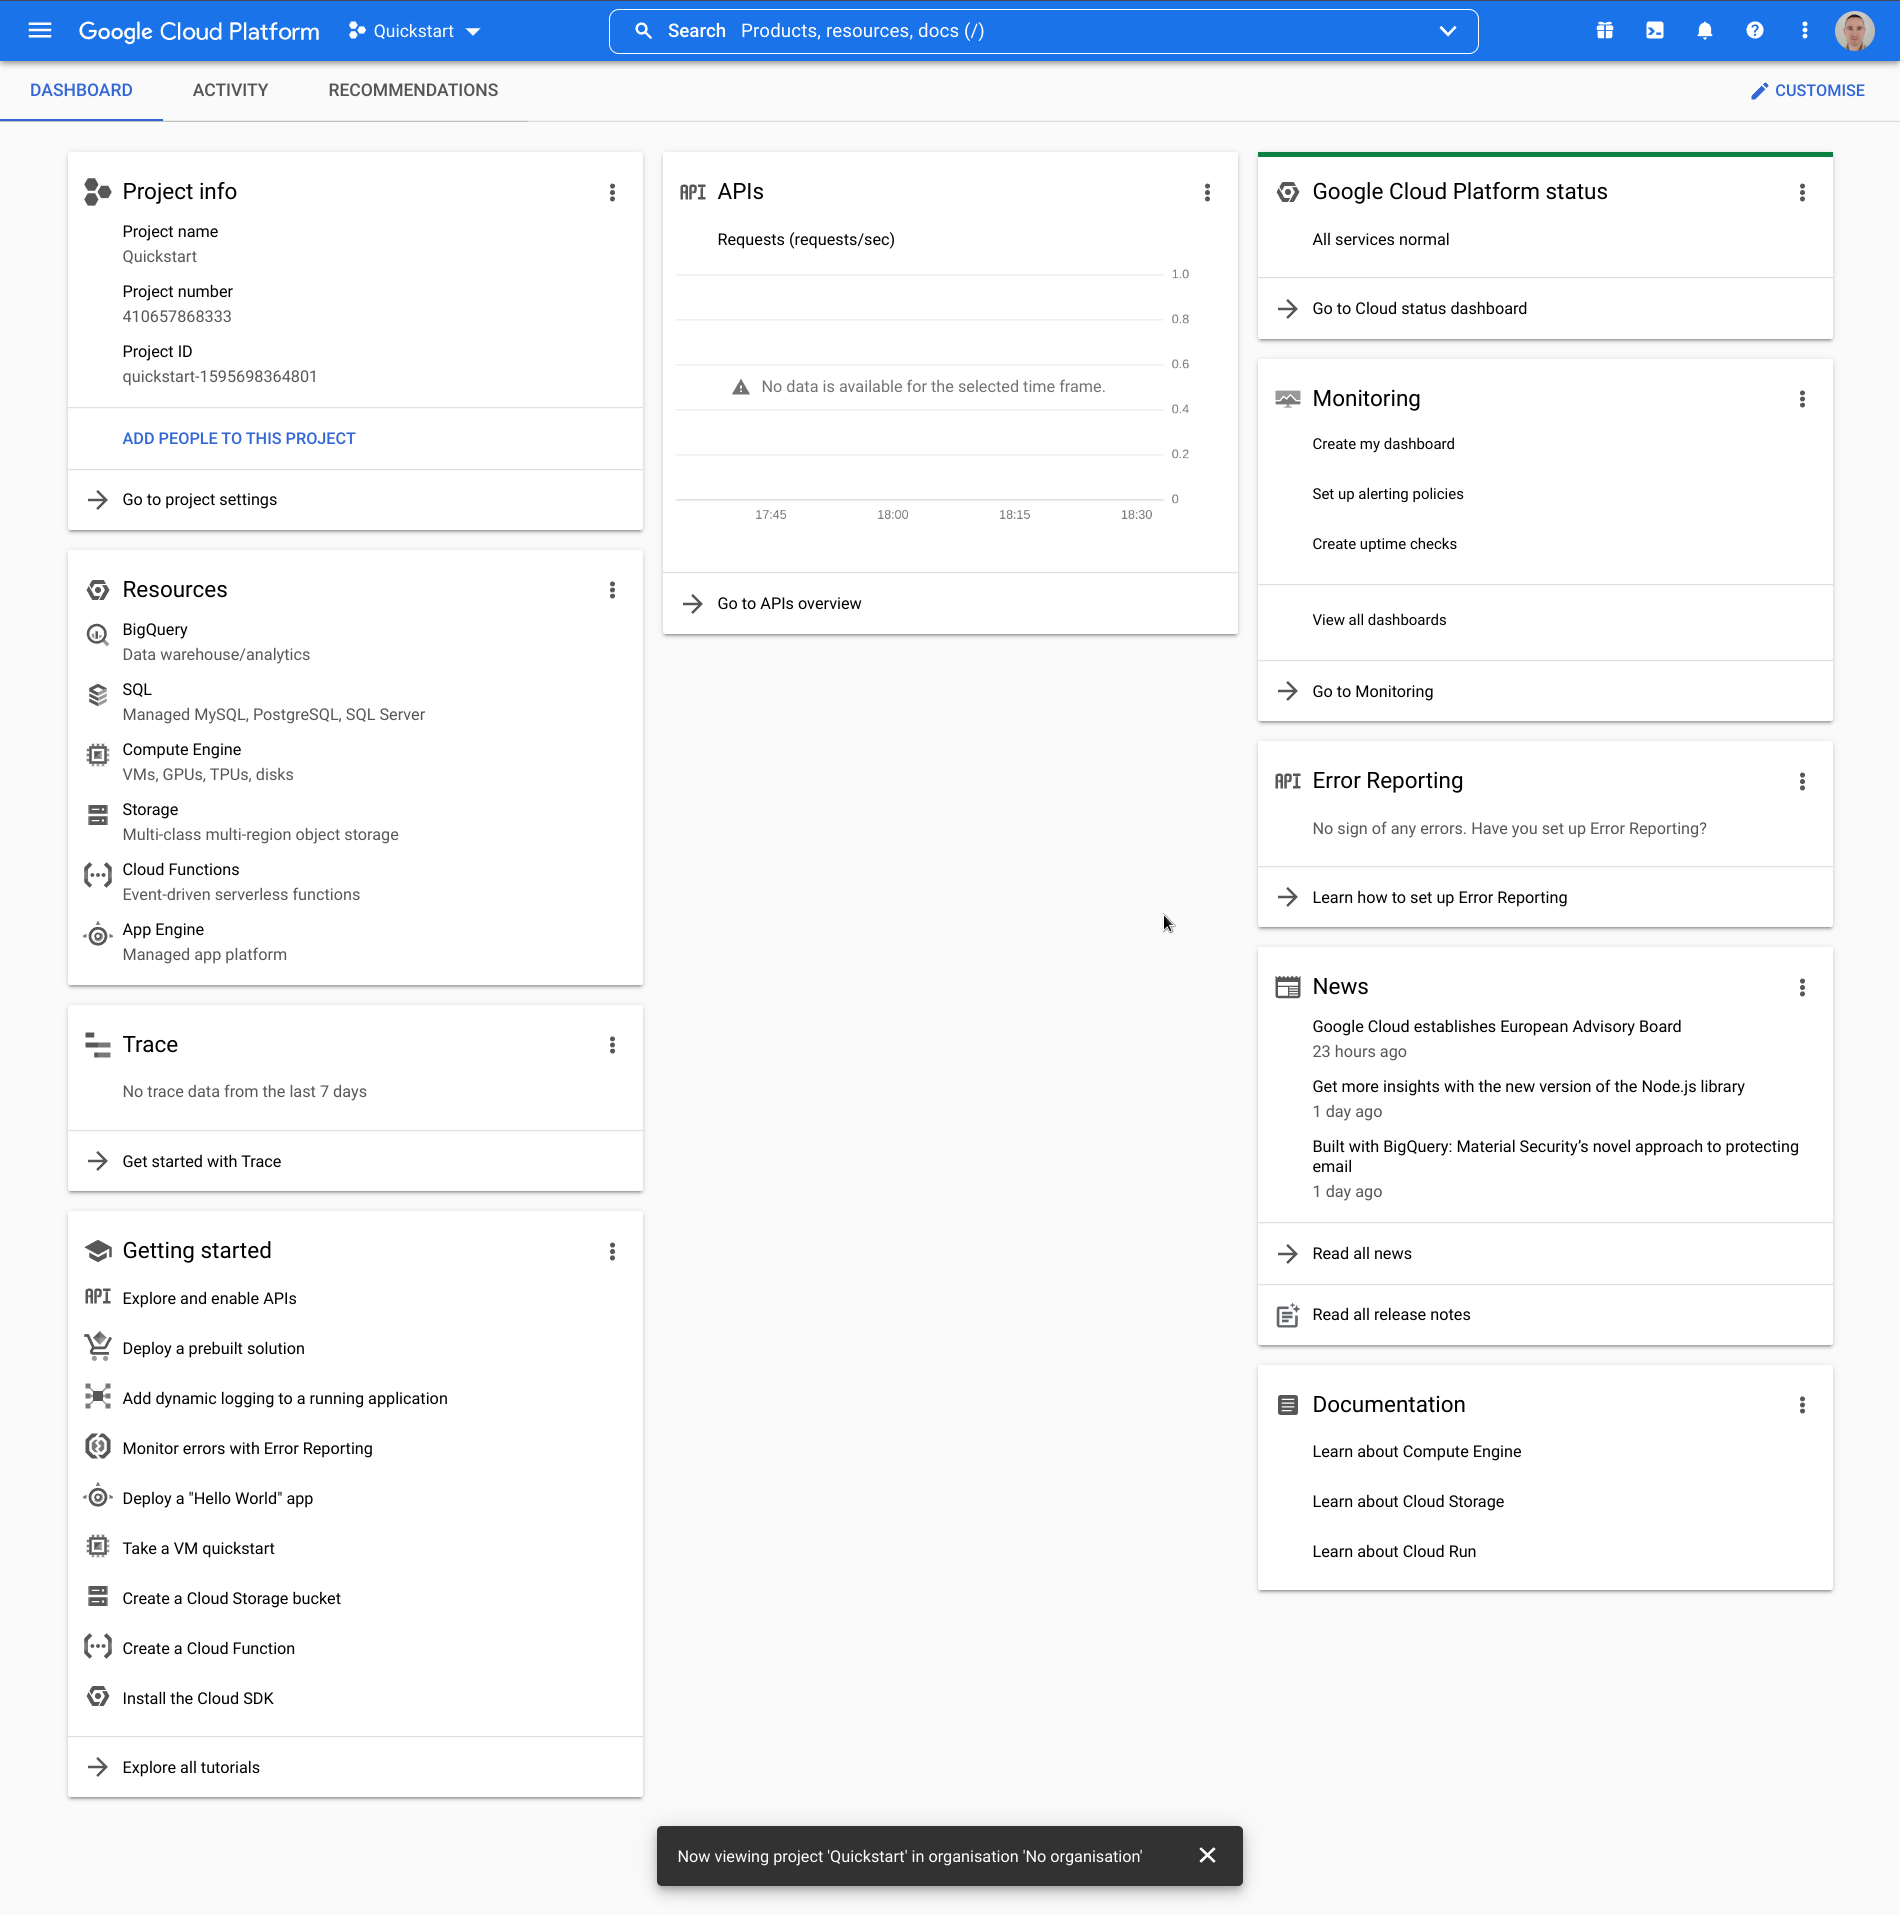 Google Cloud Platform
Quickstart
Search Products, resources, docs (/)
DASHBOARD
ACTIVITY
RECOMMENDATIONS
CUSTOMISE
Project info
Project name
Quickstart
Project number
410657868333
Project ID
quickstart-1595698364801
ADD PEOPLE TO THIS PROJECT
Go to project settings
Resources
BigQuery
Data warehouse/analytics
SQL
Managed MySQL, PostgreSQL, SQL Server
Compute Engine
VMs, GPUs, TPUs, disks
Storage
Multi-class multi-region object storage
Cloud Functions
Event-driven serverless functions
App Engine
Managed app platform
Trace
No trace data from the last 7 days
Get started with Trace
Getting started
API Explore and enable APIs
Deploy a prebuilt solution
Add dynamic logging to a running application
Monitor errors with Error Reporting
Deploy a "Hello World" app
Take a VM quickstart
Create a Cloud Storage bucket
Create a Cloud Function
Install the Cloud SDK
Explore all tutorials
API APIs
Requests (requests/sec)
1.0
0.8
0.6
No data is available for the selected time frame.
0.4
0.2
0
17:45 18:00 18:15 18:30
Go to APIs overview
Google Cloud Platform status
All services normal
Go to Cloud status dashboard
Monitoring
Create my dashboard
Set up alerting policies
Create uptime checks
View all dashboards
Go to Monitoring
API Error Reporting
No sign of any errors. Have you set up Error Reporting?
Learn how to set up Error Reporting
News
Google Cloud establishes European Advisory Board
23 hours ago
Get more insights with the new version of the Node.js library
1 day ago
Built with BigQuery: Material Security’s novel approach to protecting
email
1 day ago
Read all news
Read all release notes
Documentation
Learn about Compute Engine
Learn about Cloud Storage
Learn about Cloud Run
Now viewing project 'Quickstart' in organisation 'No organisation'